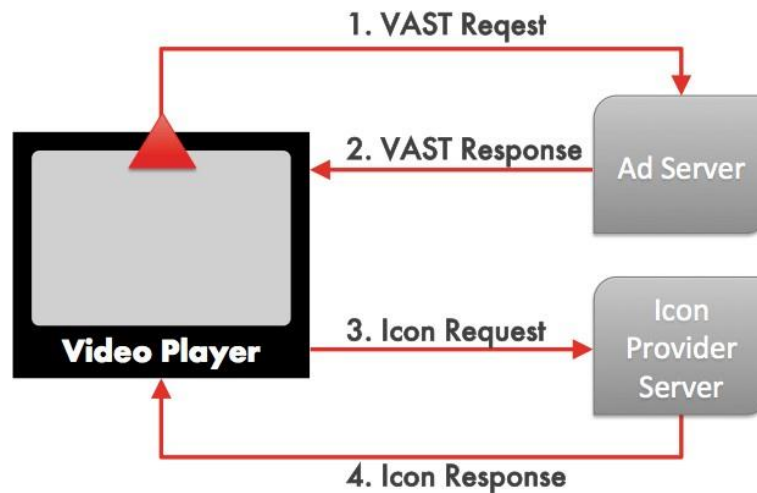 1. VAST Reqest
2. VAST Response
Ad Server
Video Player
3. Icon Request
Icon
Provider
Server
4. Icon Response